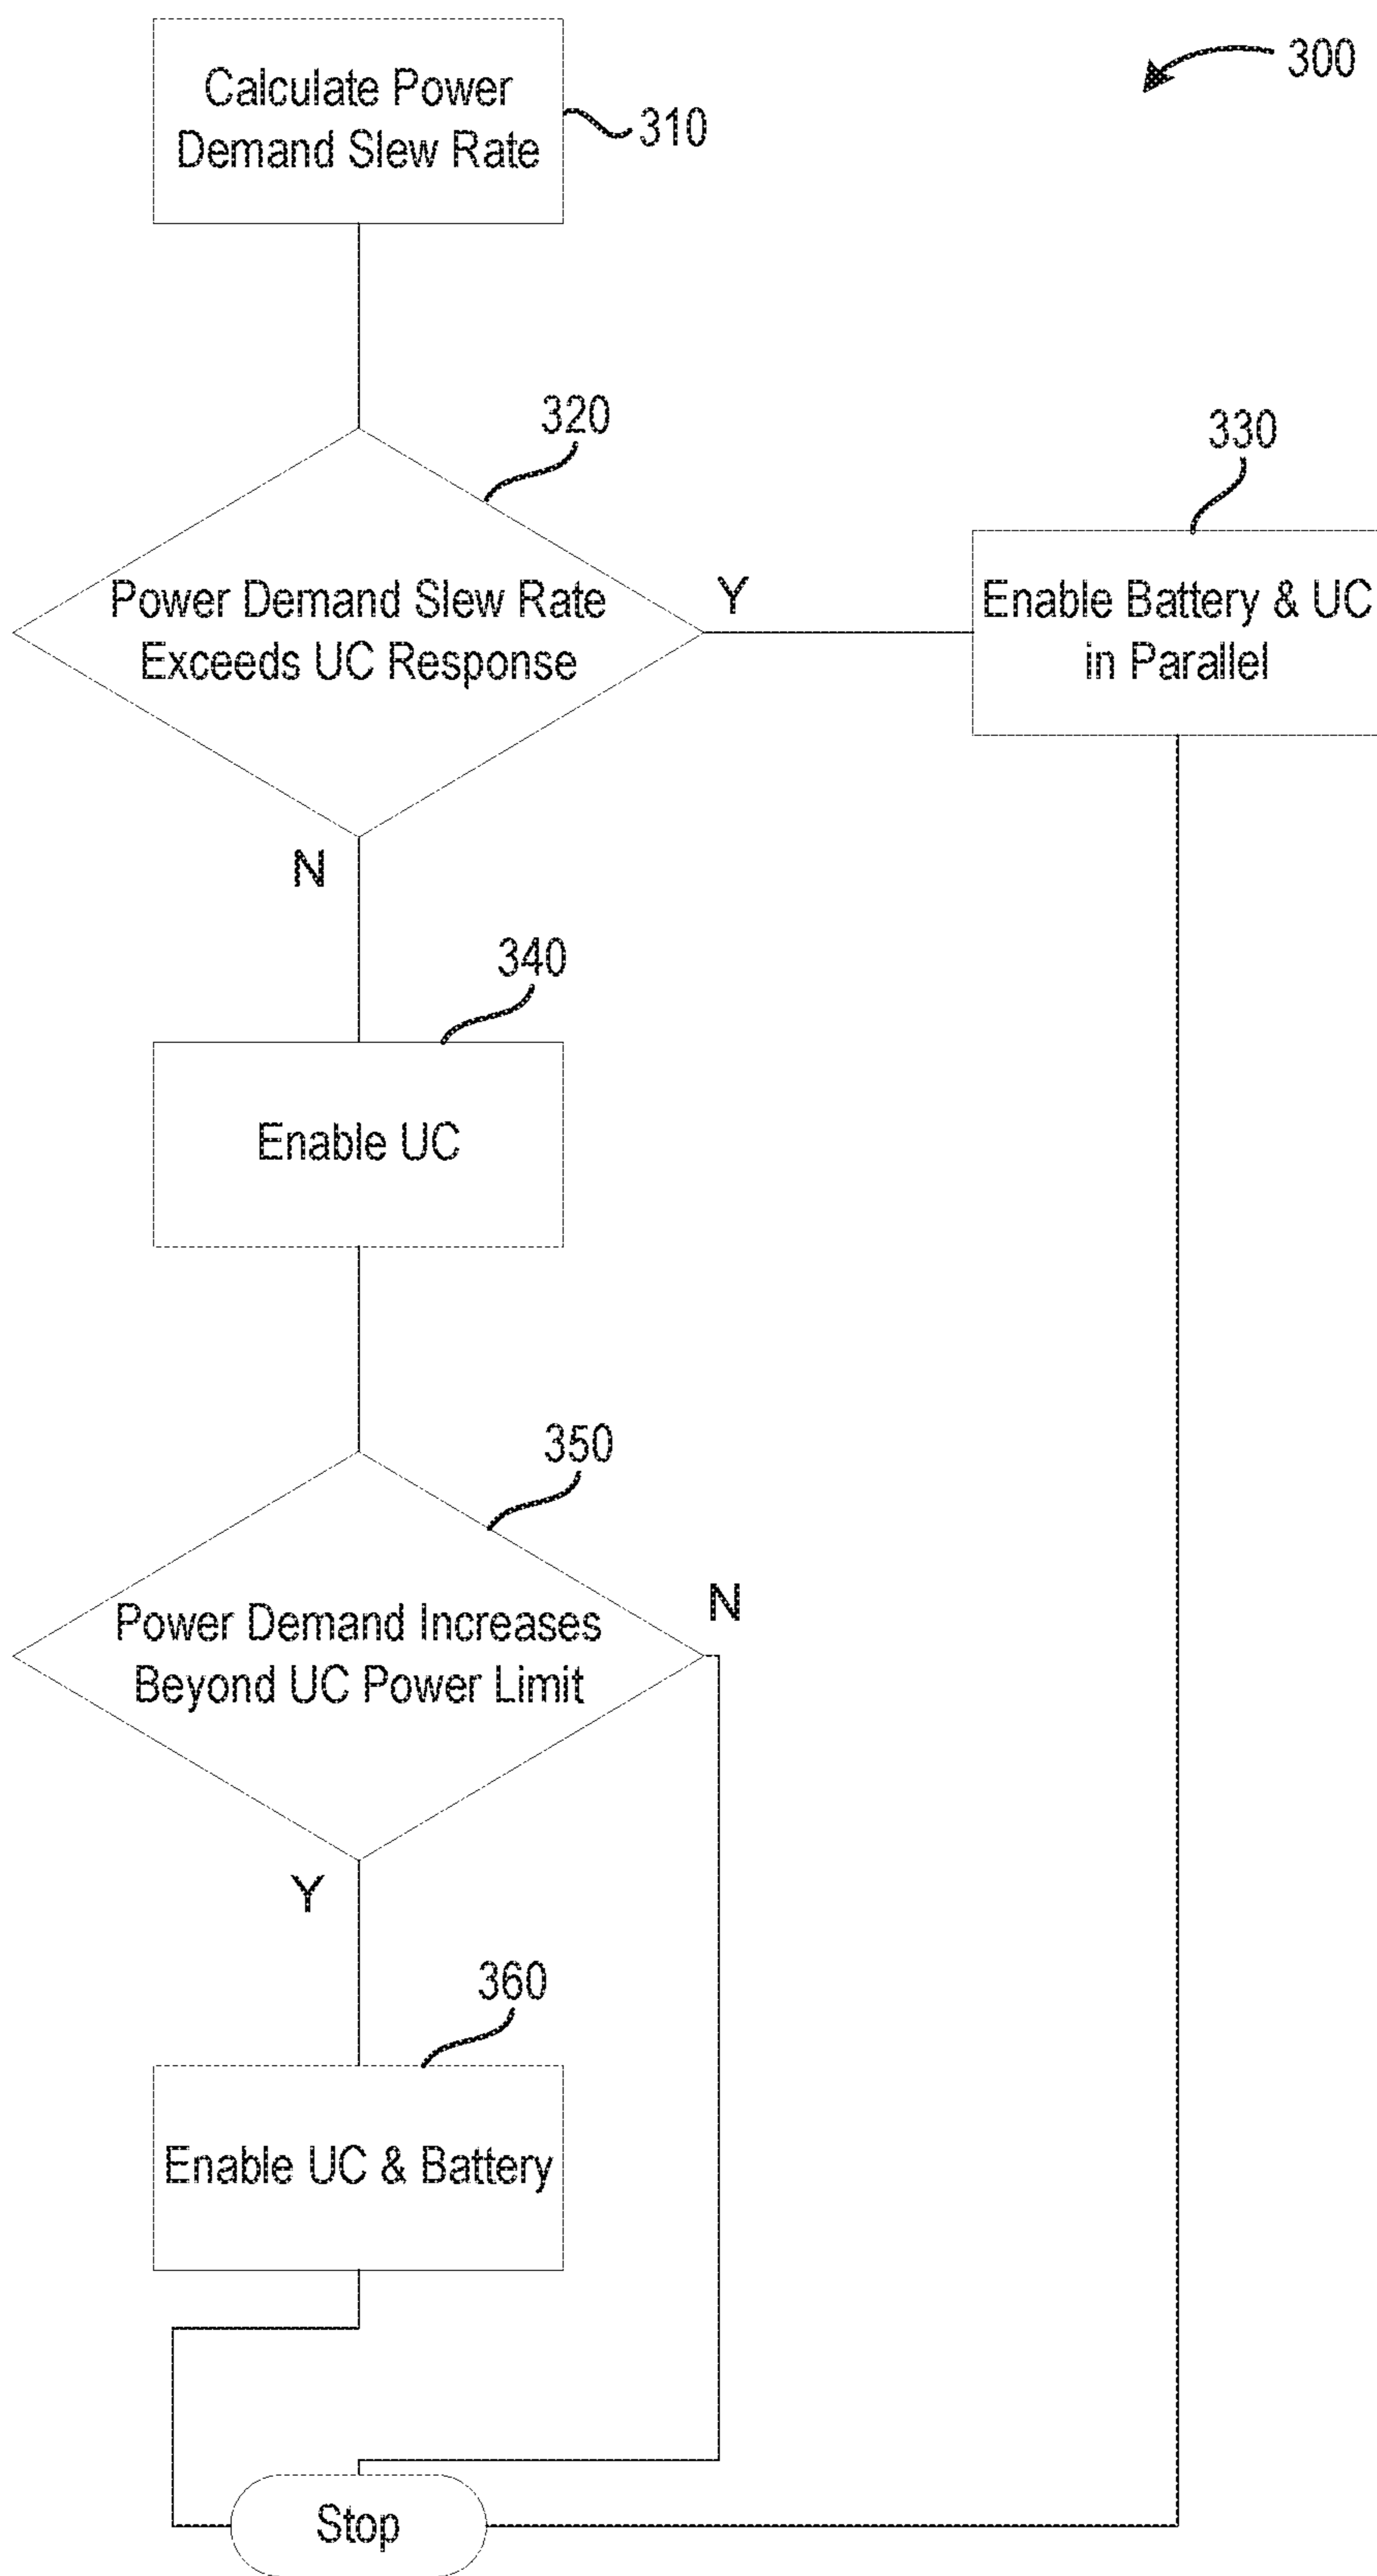 300
Calculate Power
Demand Slew Rate
310
320
330
Power Demand Slew Rate
Exceeds UC Response
Y
Enable Battery & UC
in Parallel
N
340
Enable UC
350
N
Power Demand Increases
Beyond UC Power Limit
Y
360
Enable UC & Battery
Stop